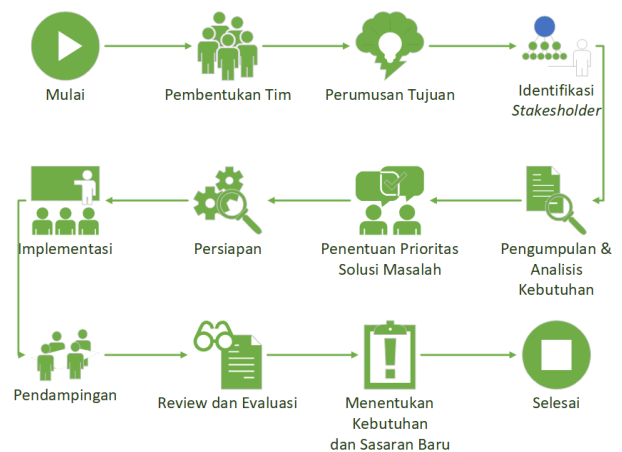 Mulai
Pembentukan Tim
Perumusan Tujuan
Identifikasi
Stakeholder
Pengumpulan &
Analisis
Kebutuhan
Penentuan Prioritas
Solusi Masalah
Persiapan
Implementasi
Pendampingan
Review dan Evaluasi
Menentukan
Kebutuhan
dan Sasaran Baru
Selesai